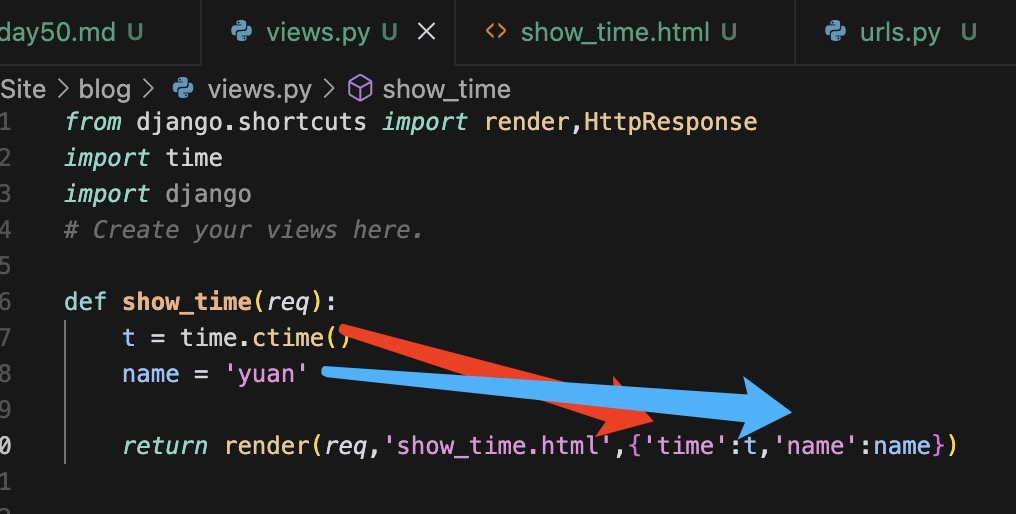 day50.md U views.py U show_time.html U urls.py U
Site > blog > views.py > show_time
1 from django.shortcuts import render,HttpResponse
2 import time
3 import django
4 # Create your views here.
5
6 def show_time(req):
7 t = time.ctime()
8 name = 'yuan'
9
0 return render(req,'show_time.html',{'time':t,'name':name})
1